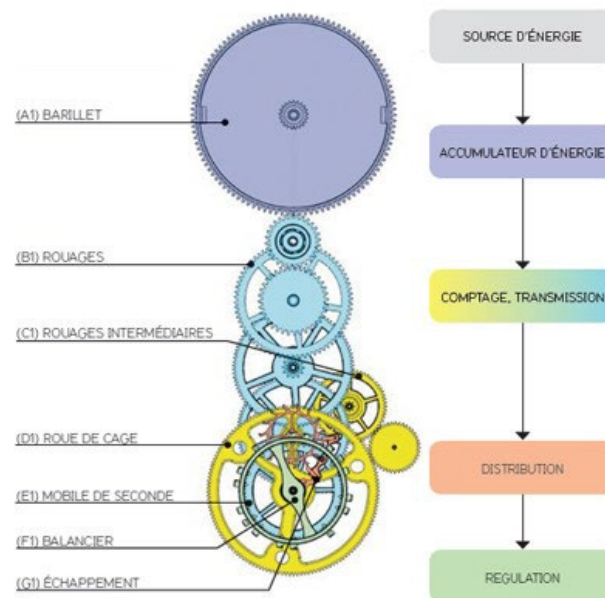 (A1) BARILLET
(B1) ROUAGES
(C1) ROUAGES INTERMÉDIAIRES
(D1) ROUE DE CAGE
(E1) MOBILE DE SECONDE
(F1) BALANCIER
(G1) ÉCHAPPEMENT
SOURCE D'ÉNERGIE
ACCUMULATEUR D'ÉNERGIE
COMPTAGE, TRANSMISSION
DISTRIBUTION
REGULATION